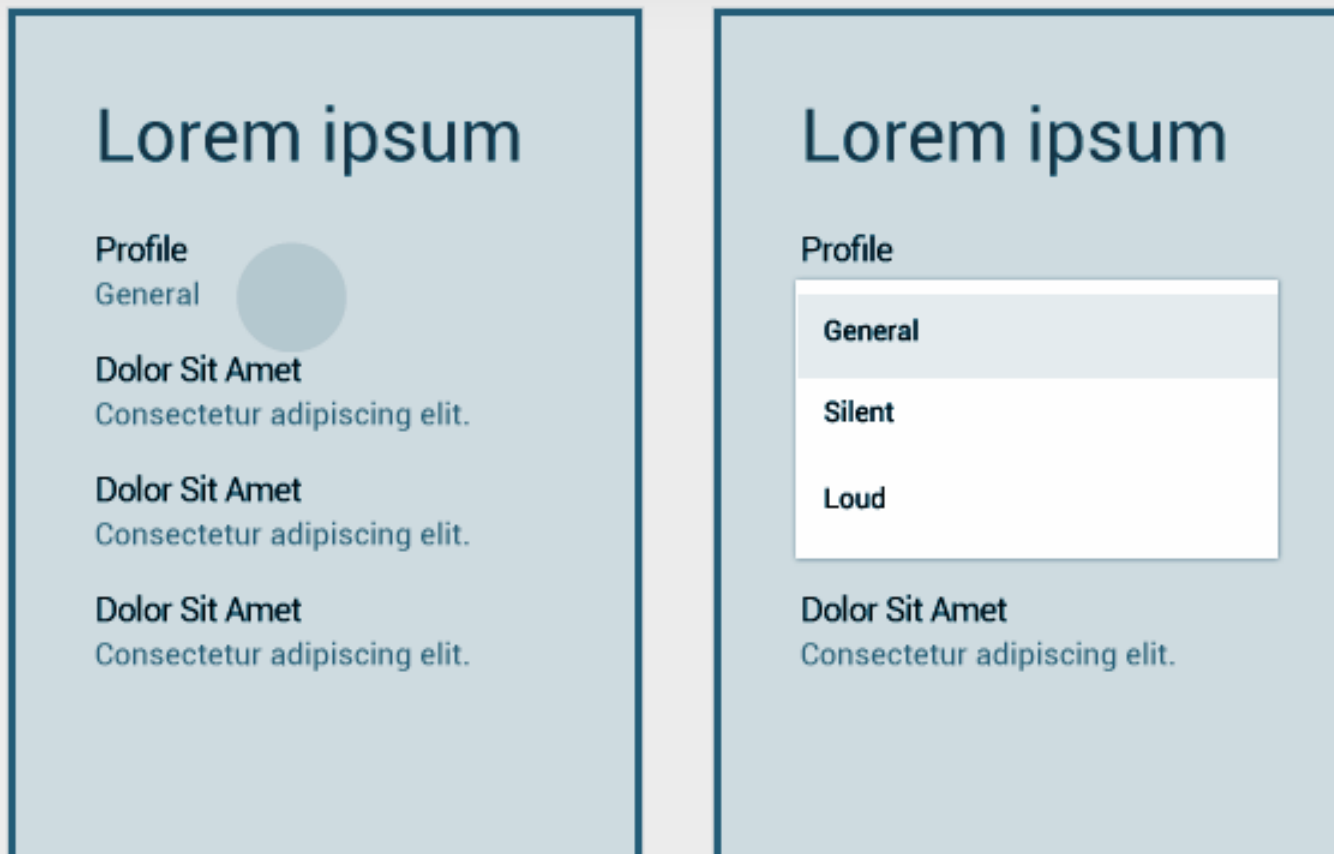 Lorem ipsum
Profile
General
Dolor Sit Amet
Consectetur adipiscing elit.
Dolor Sit Amet
Consectetur adipiscing elit.
Dolor Sit Amet
Consectetur adipiscing elit.
Lorem ipsum
Profile
General
Silent
Loud
Dolor Sit Amet
Consectetur adipiscing elit.